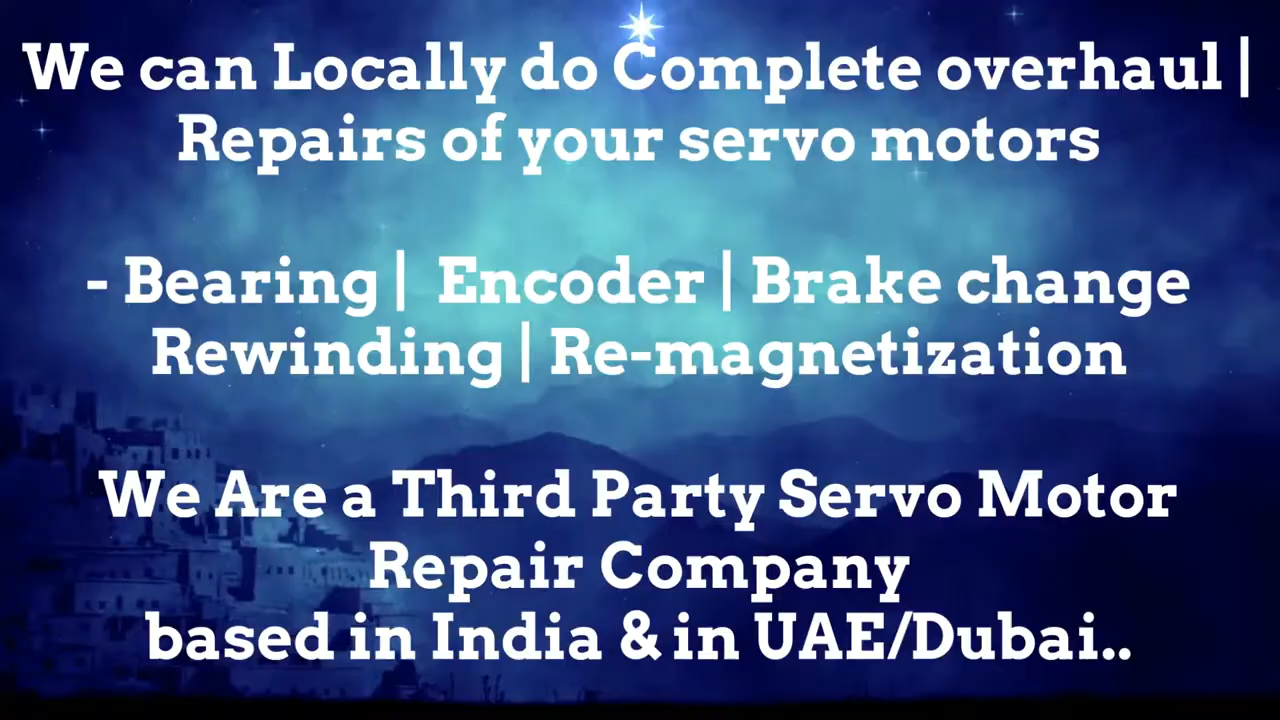 We can Locally do Complete overhaul |
Repairs of your servo motors
- Bearing | Encoder | Brake change
Rewinding | Re-magnetization
We Are a Third Party Servo Motor
Repair Company
based in India & in UAE/Dubai..